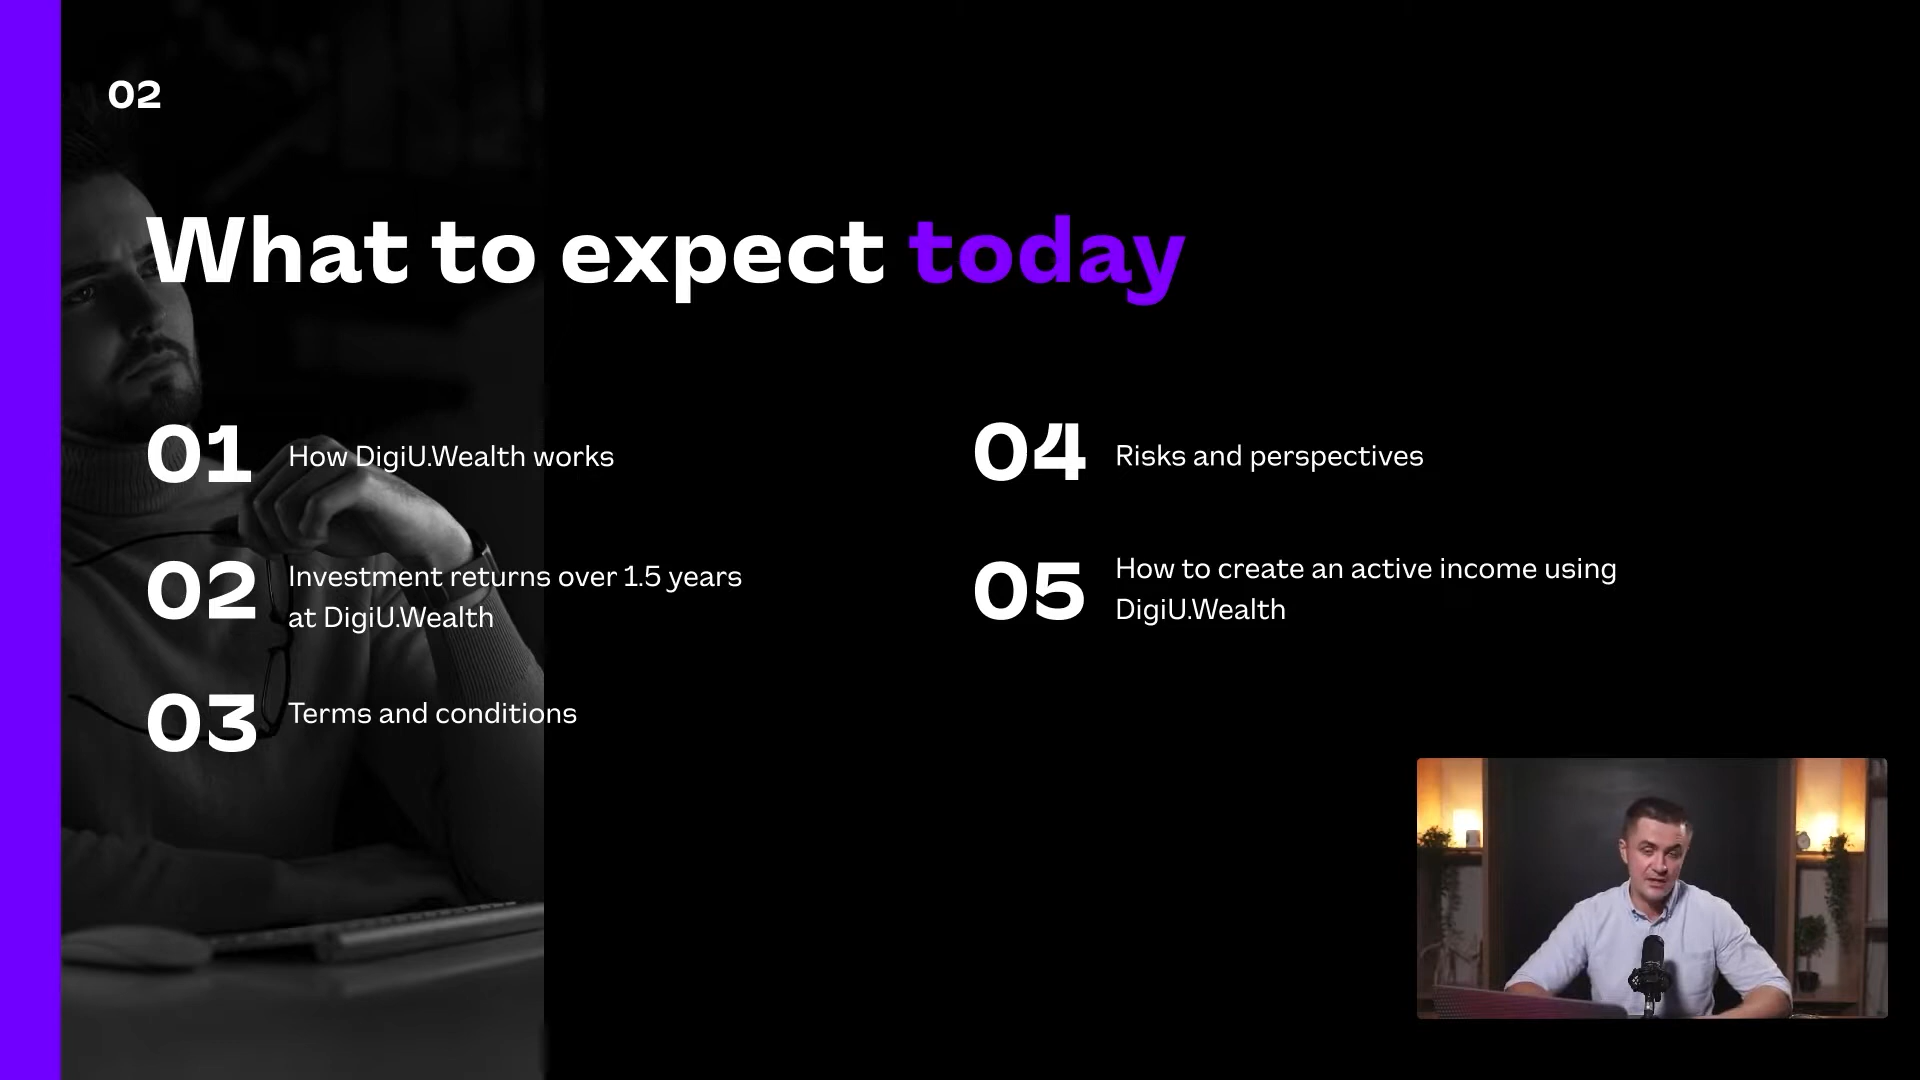 02
What to expect today
01 How DigiU.Wealth works
02 Investment returns over 1.5 years
at DigiU.Wealth
03 Terms and conditions
04 Risks and perspectives
05 How to create an active income using
DigiU.Wealth